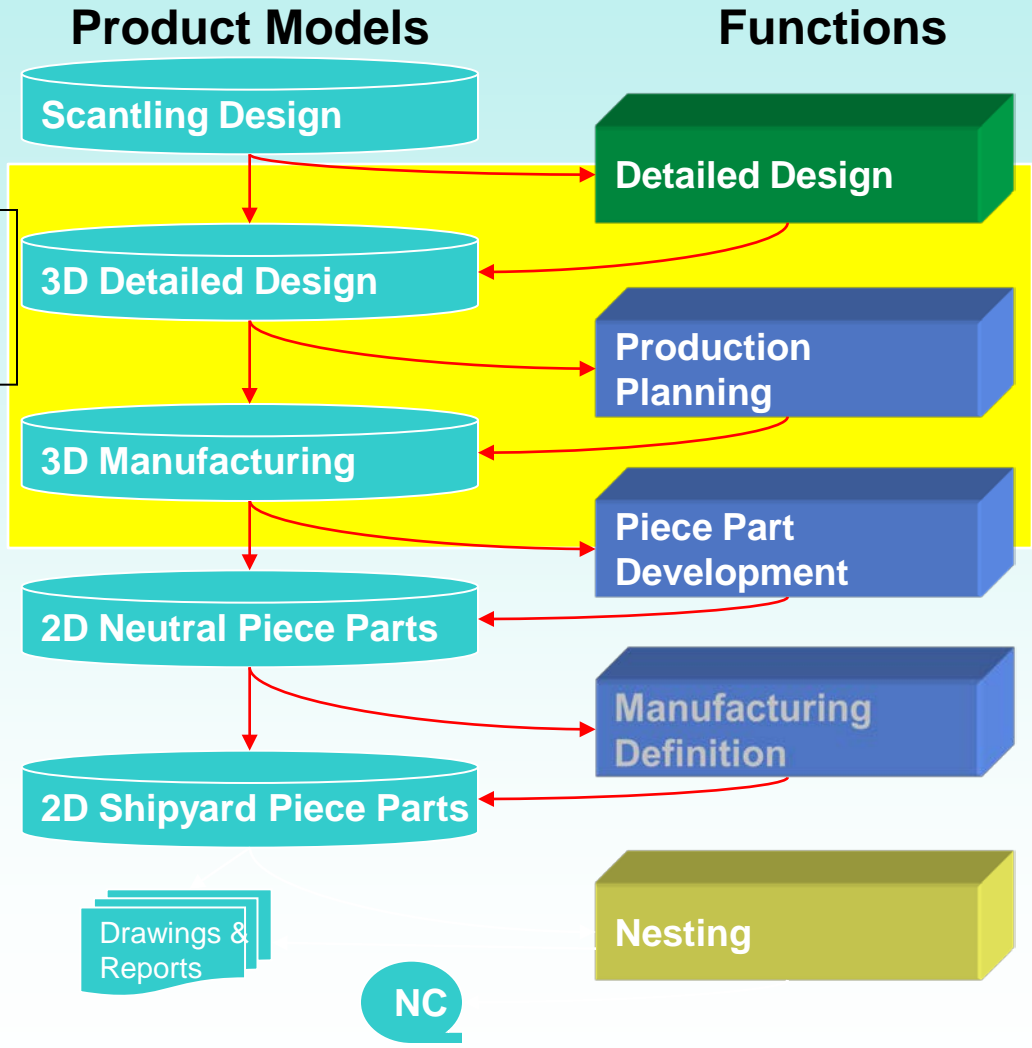 Product Models
Functions
Scantling Design
Detailed Design
3D Detailed Design
Production
Planning
3D Manufacturing
Piece Part
Development
2D Neutral Piece Parts
Manufacturing
Definition
2D Shipyard Piece Parts
Drawings &
Reports
Nesting
NC